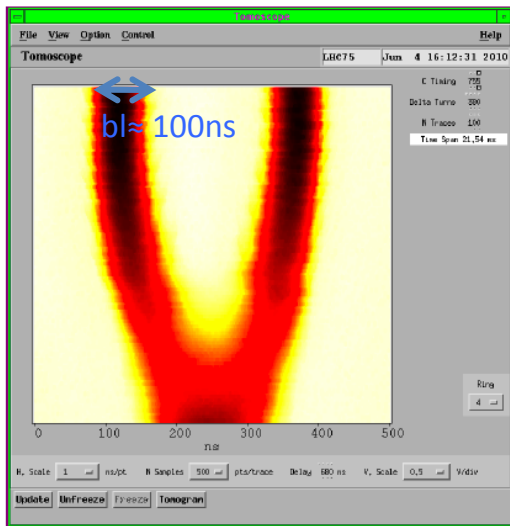 Tomoscope
File View Option Control Help
Tomoscope LHC75 Jun 4 16:12:31 2010
C Timing 755
Delta Turns 380
N Traces 100
Time Span 21,54 ms
bl≈ 100ns
Ring
4
0 100 200 300 400 500
ns
H. Scale 1 ns/pt N Samples 500 pts/trace Delay 680 ns V. Scale 0,5 V/div
Update Unfreeze Freeze Tomogram